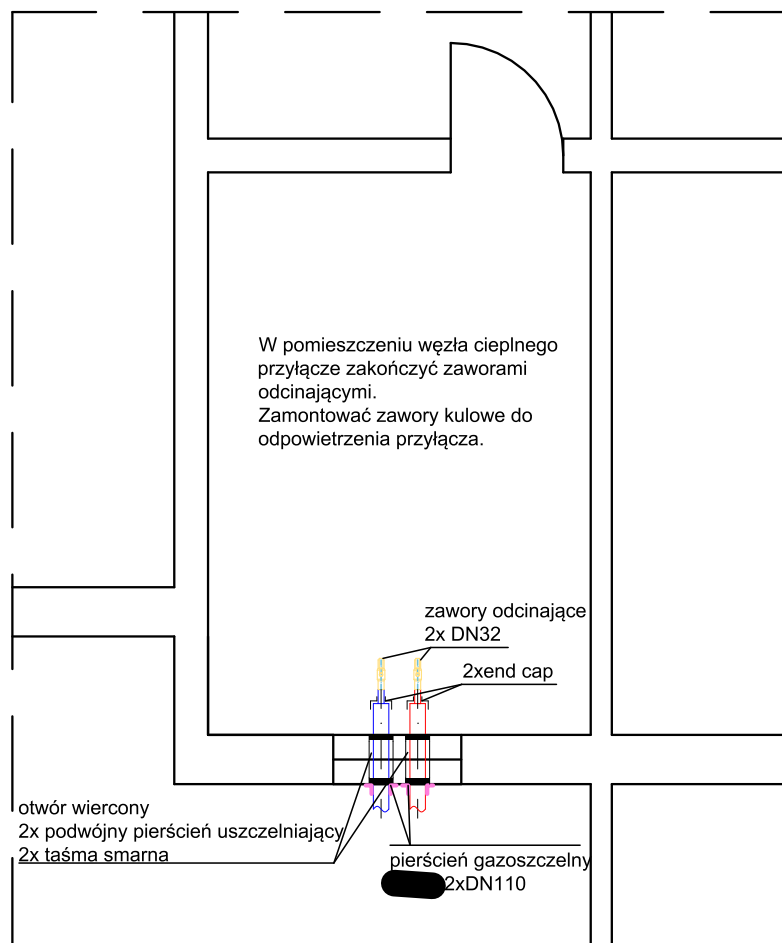 W pomieszczeniu węzła cieplnego
przyłącze zakończyć zaworami
odcinającymi.
Zamontować zawory kulowe do
odpowietrzenia przyłącza.
zawory odcinające
2x DN32
2xend cap
otwór wiercony
2x podwójny pierścień uszczelniający
2x taśma smarna
pierścień gazoszczelny
2xDN110